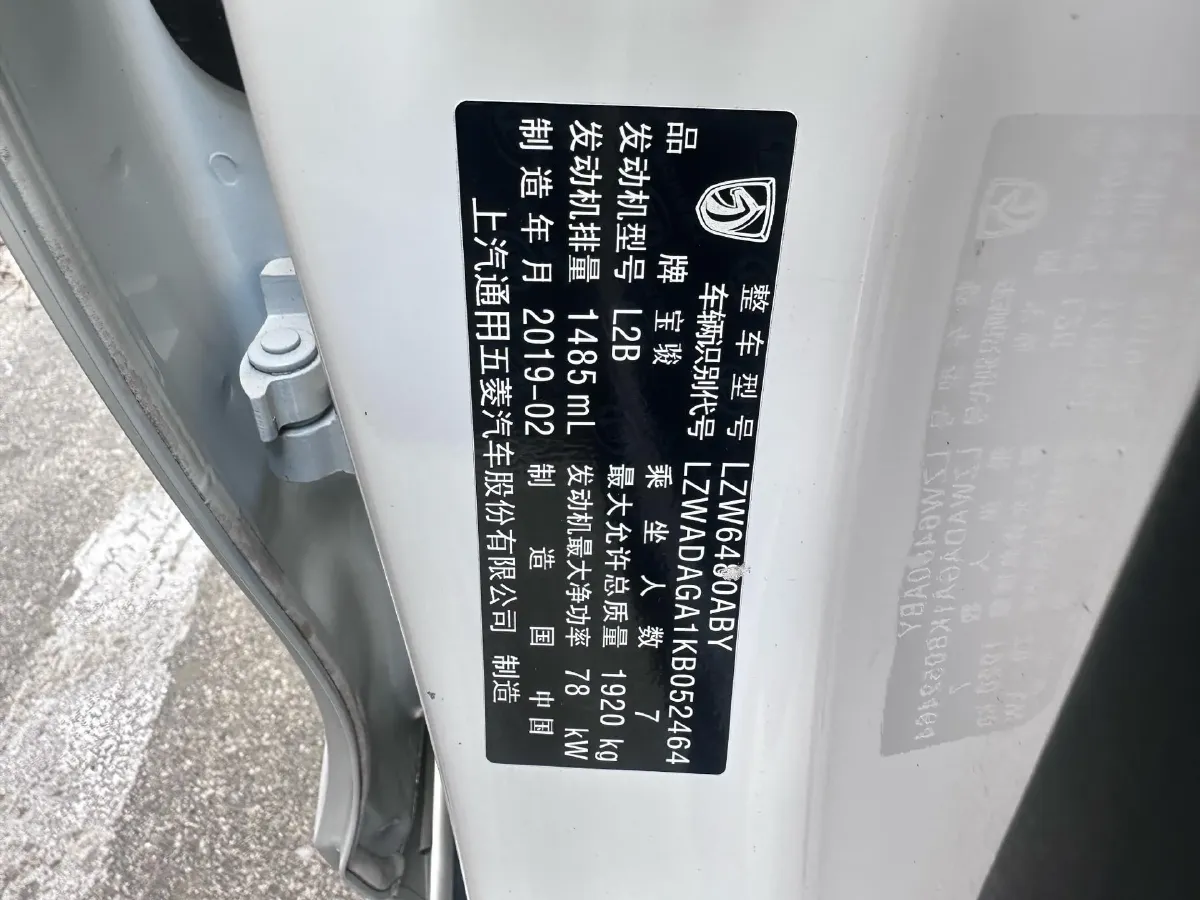 整车型号 LZW6480ABY
车辆识别代号 LZWADAGA1KB052464
品牌 宝骏 乘坐人数 7
发动机型号 L2B 最大允许总质量 1920 kg
发动机排量 1485 mL 发动机最大净功率 78 kW
制造年月 2019-02 制造国 中国
上汽通用五菱汽车股份有限公司 制造